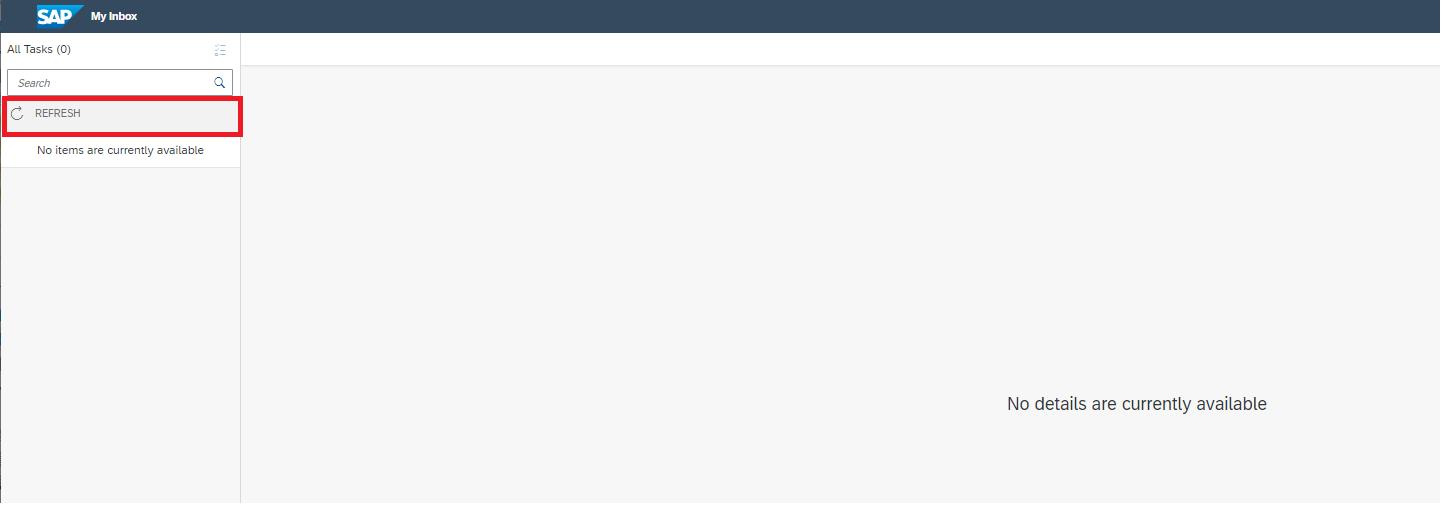 SAP My Inbox
All Tasks (0)
Search
REFRESH
No items are currently available
No details are currently available